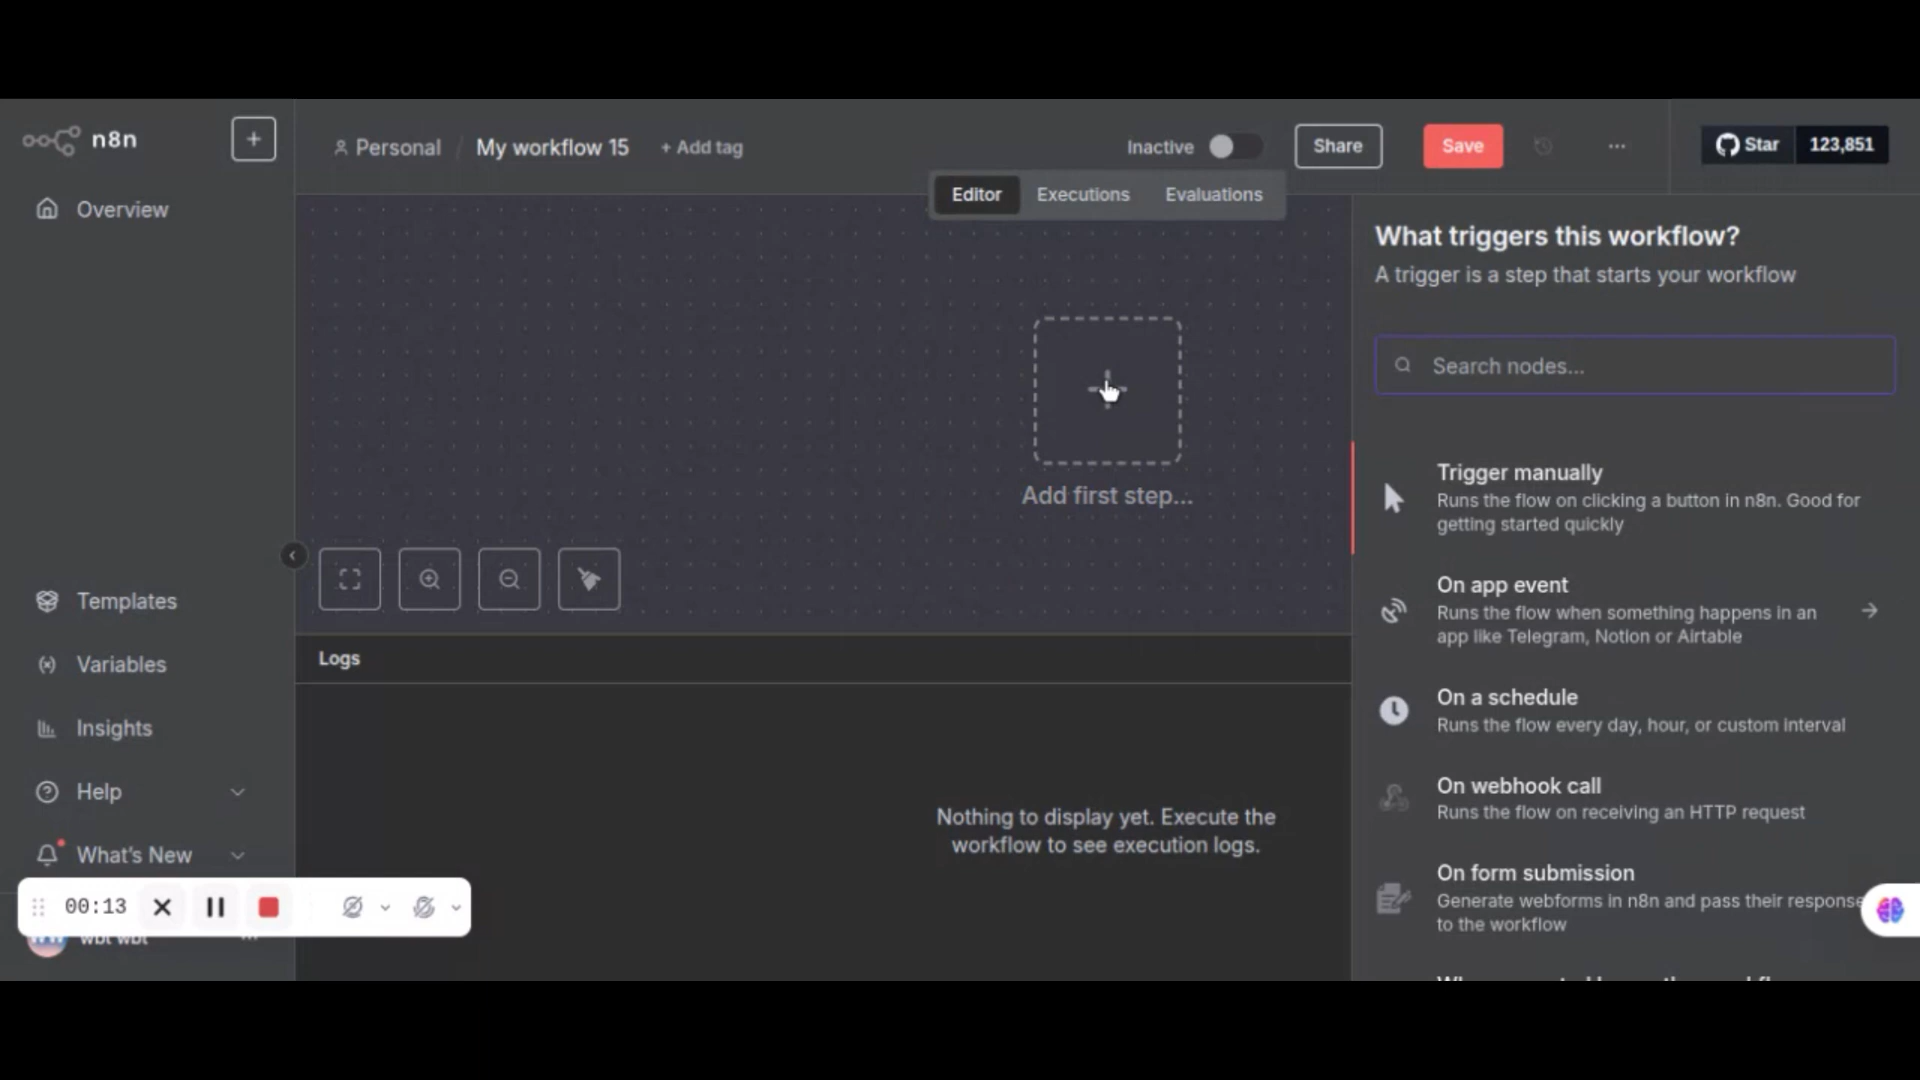 n8n
+
Personal / My workflow 15 + Add tag
Inactive
Share
Save
...
Star 123,851
Overview
Editor Executions Evaluations
What triggers this workflow?
A trigger is a step that starts your workflow
Search nodes...
Add first step...
Trigger manually
Runs the flow on clicking a button in n8n. Good for
getting started quickly
On app event
Runs the flow when something happens in an
app like Telegram, Notion or Airtable
On a schedule
Runs the flow every day, hour, or custom interval
On webhook call
Runs the flow on receiving an HTTP request
On form submission
Generate webforms in n8n and pass their response
to the workflow
Templates
Variables
Insights
Help
What's New
Logs
Nothing to display yet. Execute the
workflow to see execution logs.
00:13
wbt wbt